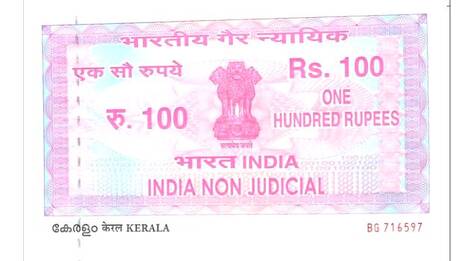 भारतीय गैर न्यायिक
एक सौ रुपये
Rs. 100
रु. 100
ONE
HUNDRED RUPEES
सत्यमेव जयते
भारत INDIA
INDIA NON JUDICIAL
കേരളം केरल KERALA
BG 716597